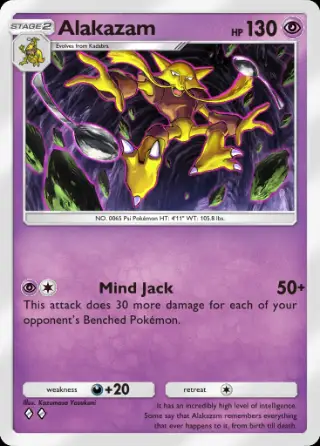 STAGE 2
Alakazam
HP 130
Evolves from Kadabra
NO. 0065 Psi Pokémon HT: 4'11" WT: 105.8 lbs.
Mind Jack 50+
This attack does 30 more damage for each of your
opponent's Benched Pokémon.
weakness +20
retreat
Illus. Kazumasa Yasukuni
It has an incredibly high level of intelligence.
Some say that Alakazam remembers everything
that ever happens to it, from birth till death.